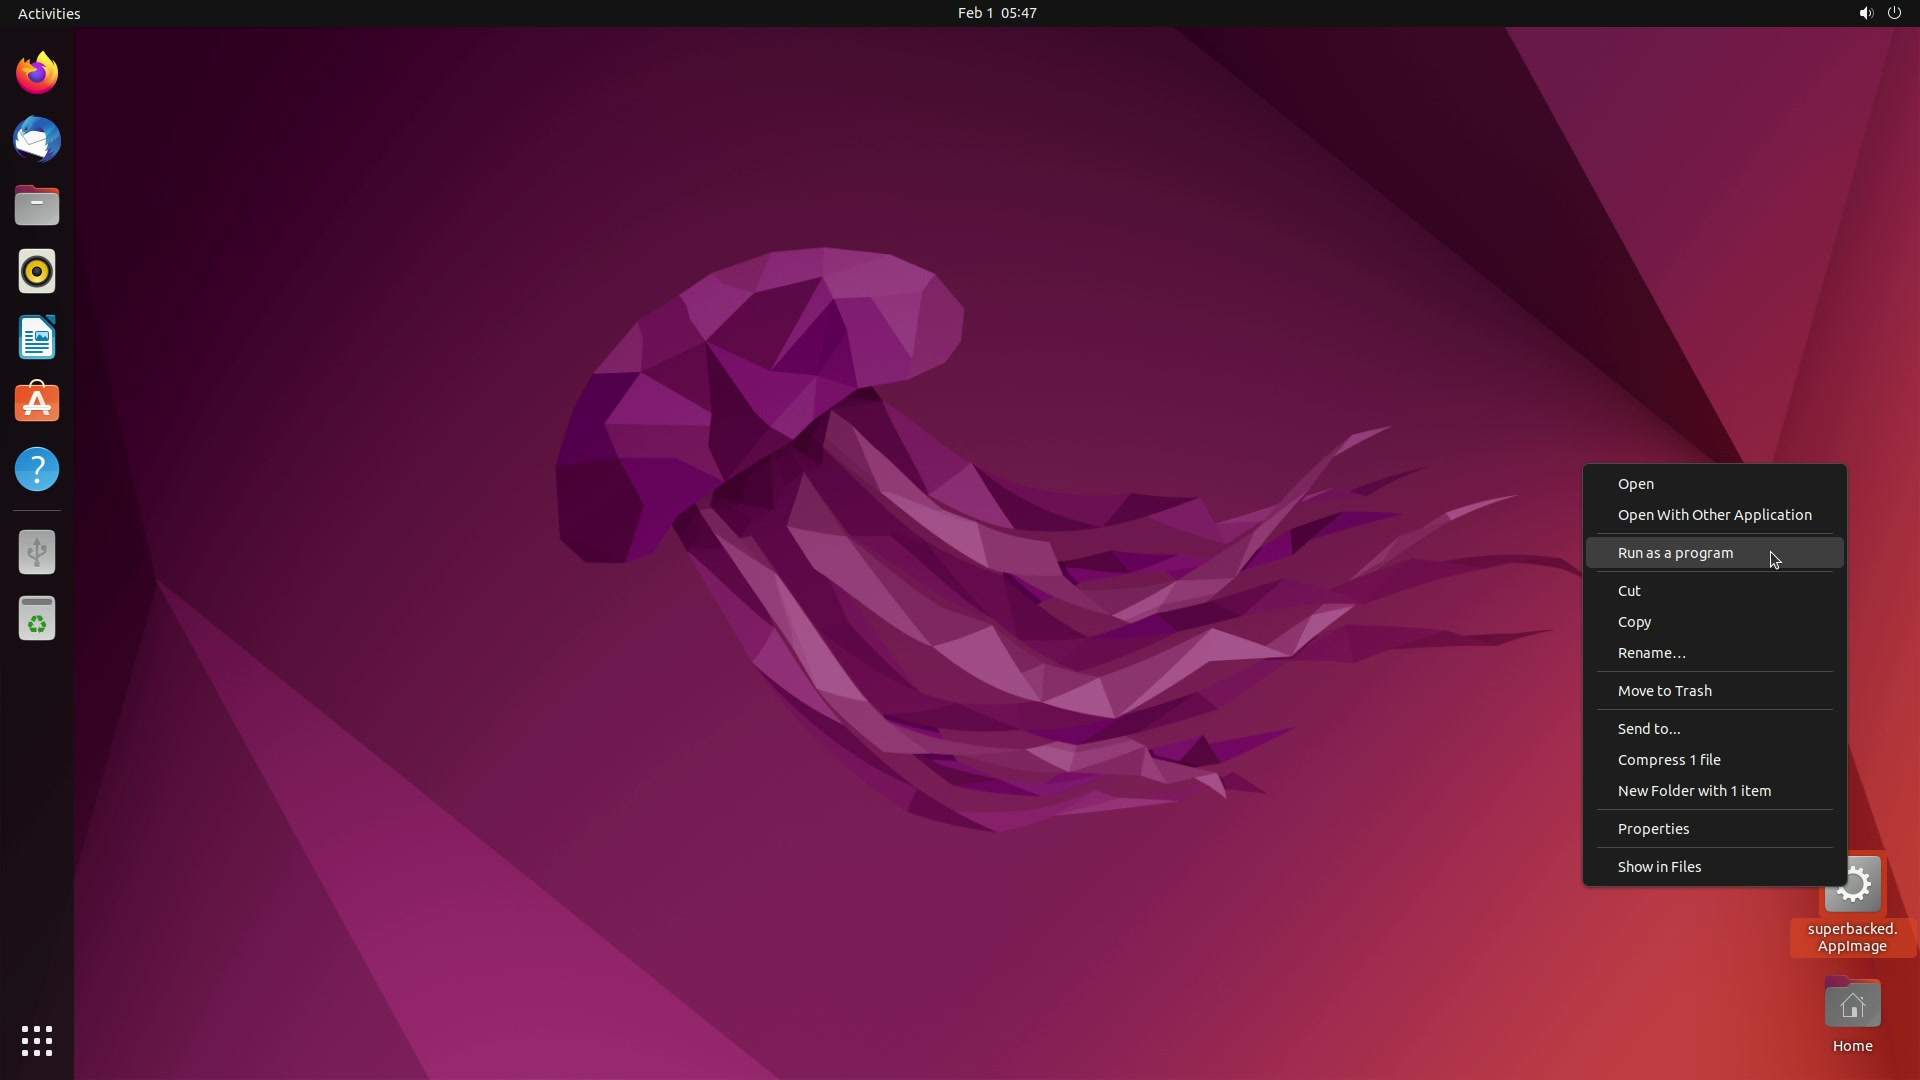 Activities
Feb 1 05:47
Open
Open With Other Application
Run as a program
Cut
Copy
Rename…
Move to Trash
Send to...
Compress 1 file
New Folder with 1 item
Properties
Show in Files
superbacked.
AppImage
Home